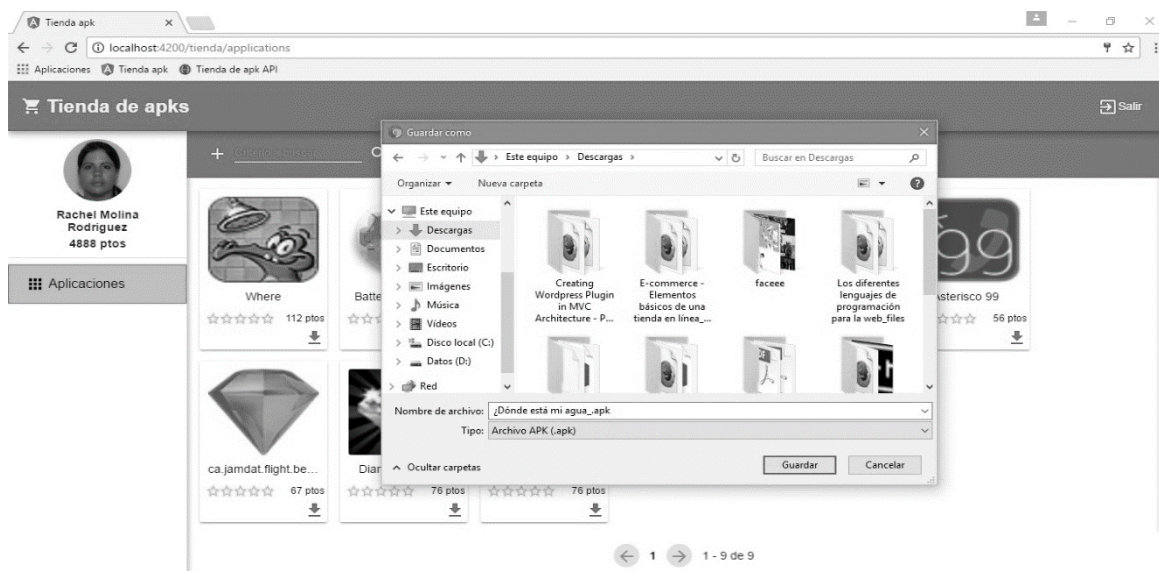 Tienda apk
localhost:4200/tienda/applications
Aplicaciones Tienda apk Tienda de apk API
Tienda de apks
Salir
Rachel Molina
Rodriguez
4888 ptos
Aplicaciones
Where
112 ptos
Batte
Asterisco 99
56 ptos
ca.jamdat.flight.be...
67 ptos
Diar
76 ptos
76 ptos
1
1 - 9 de 9
Guardar como
Este equipo > Descargas >
Buscar en Descargas
Organizar
Nueva carpeta
Este equipo
Descargas
Documentos
Escritorio
Imágenes
Música
Vídeos
Disco local (C:)
Datos (D:)
Red
Creating
Wordpress Plugin
in MVC
Architecture - P...
E-commerce -
Elementos
básicos de una
tienda en línea_...
faceee
Los diferentes
lenguajes de
programación
para la web_files
Nombre de archivo: ¿Dónde está mi agua_.apk
Tipo: Archivo APK (.apk)
Ocultar carpetas
Guardar
Cancelar